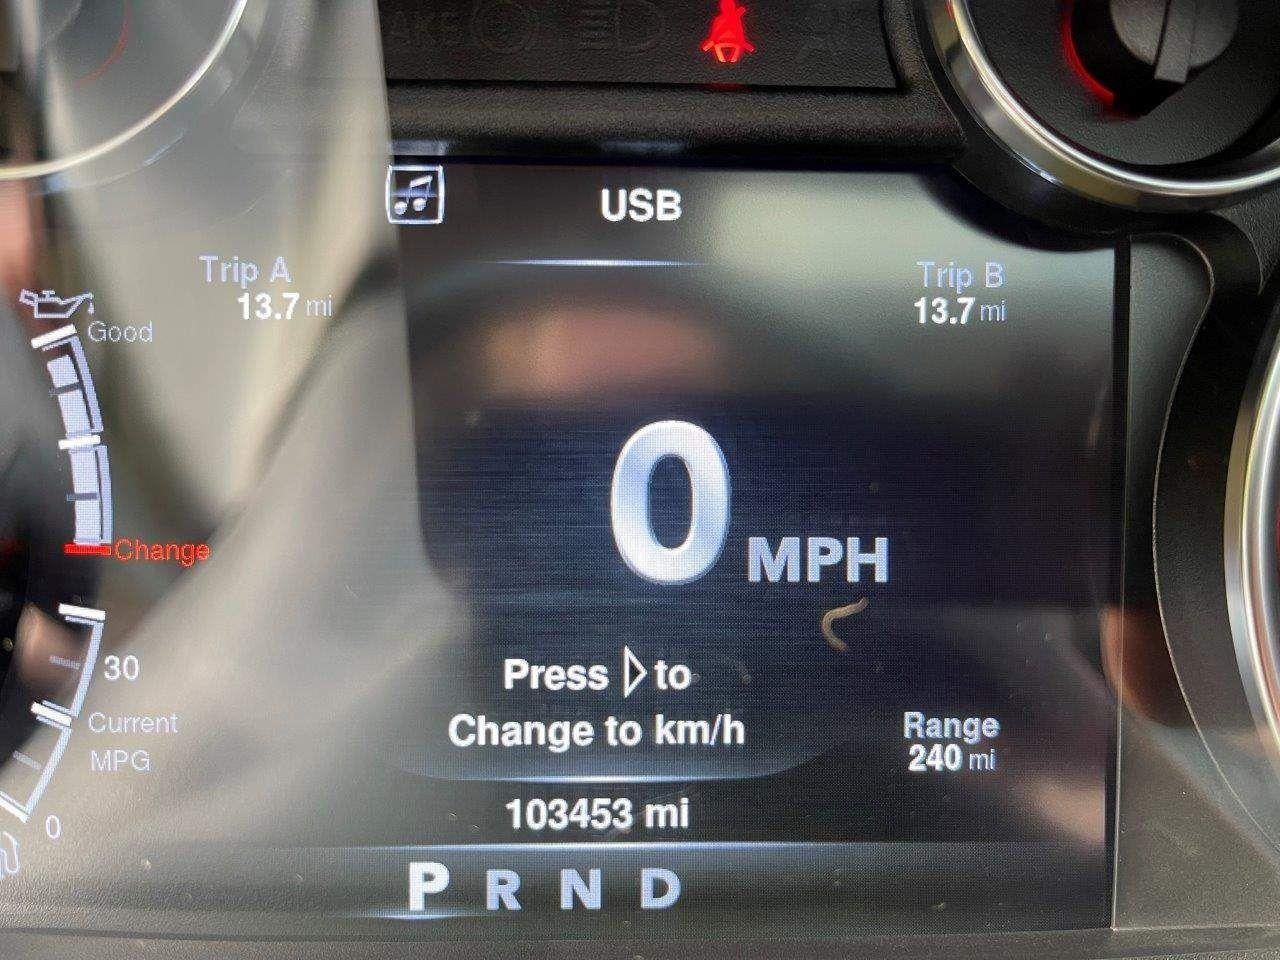 USB
Trip A
13.7 mi
Trip B
13.7 mi
Good
Change
0 MPH
30
Current
MPG
0
Press to
Change to km/h
Range
240 mi
103453 mi
P R N D